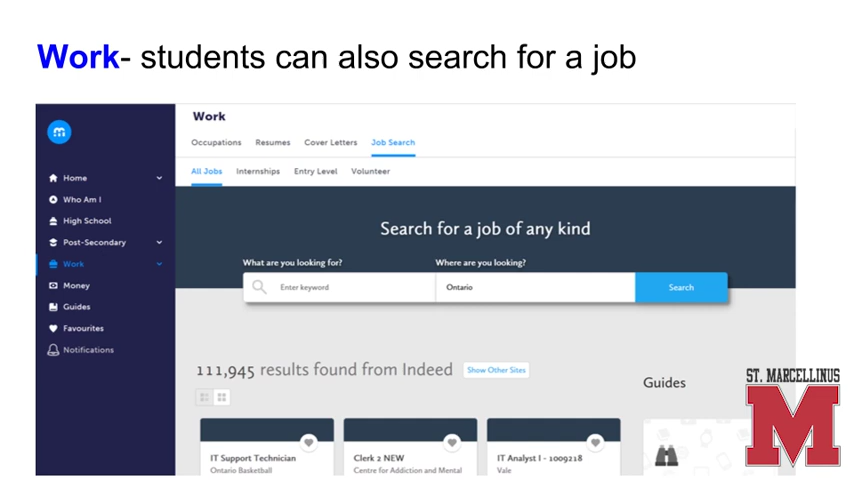 Work- students can also search for a job
m
Work
Occupations Resumes Cover Letters Job Search
All Jobs Internships Entry Level Volunteer
Home
Who Am I
High School
Post-Secondary
Work
Money
Guides
Favourites
Notifications
Search for a job of any kind
What are you looking for? Where are you looking?
Enter keyword Ontario Search
111,945 results found from Indeed Show Other Sites
Guides
IT Support Technician
Ontario Basketball
Clerk 2 NEW
Centre for Addiction and Mental
IT Analyst I - 1009218
Vale
ST. MARCELLINUS
M